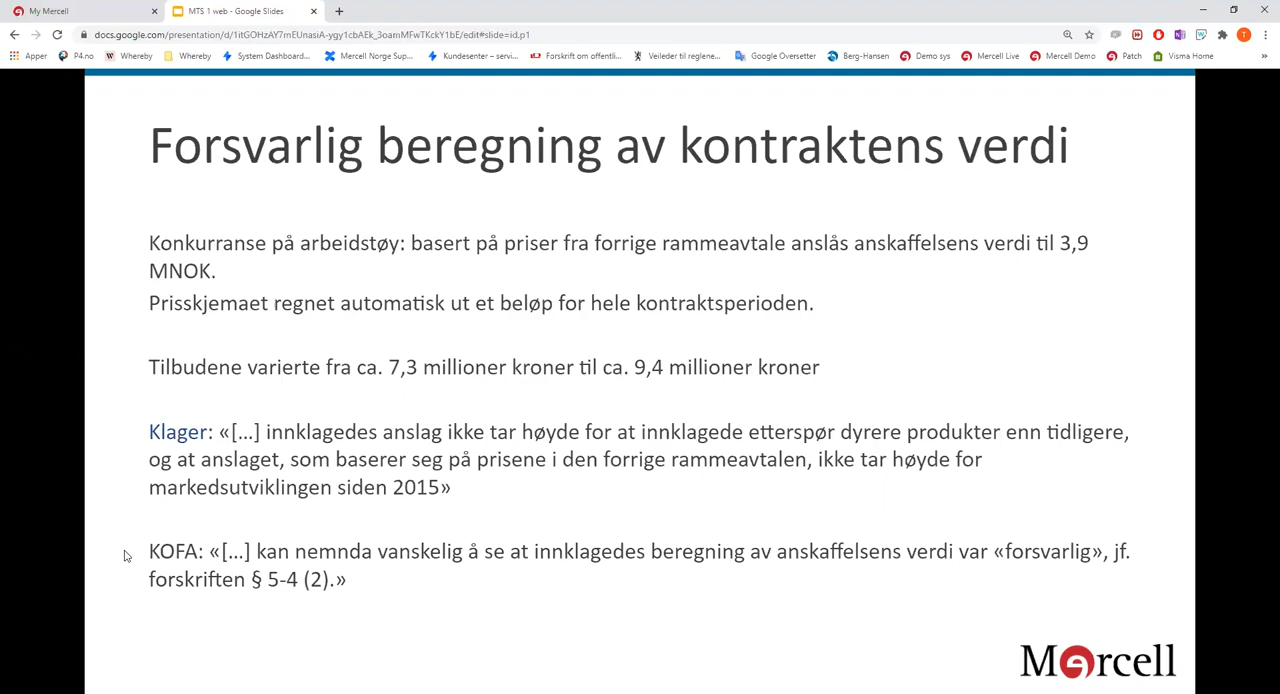 My Mercell
MTS 1 web - Google Slides
docs.google.com/presentation/d/1itGOHzAY7mEUnasiA-ygy1cbAEk_3oamMFwTKckY1bE/edit#slide=id.p1
Apper P4.no Whereby Whereby System Dashboard... Mercell Norge Sup... Kundesenter – servi... Forskrift om offentl... Veileder til reglene... Google Oversetter Berg-Hansen Demo sys Mercell Live Mercell Demo Patch Visma Home »
Forsvarlig beregning av kontraktens verdi
Konkurranse på arbeidstøy: basert på priser fra forrige rammeavtale anslås anskaffelsens verdi til 3,9
MNOK.
Prisskjemaet regnet automatisk ut et beløp for hele kontraktsperioden.
Tilbudene varierte fra ca. 7,3 millioner kroner til ca. 9,4 millioner kroner
Klager: «[…] innklagedes anslag ikke tar høyde for at innklagede etterspør dyrere produkter enn tidligere,
og at anslaget, som baserer seg på prisene i den forrige rammeavtalen, ikke tar høyde for
markedsutviklingen siden 2015»
KOFA: «[…] kan nemnda vanskelig å se at innklagedes beregning av anskaffelsens verdi var «forsvarlig», jf.
forskriften § 5-4 (2).»
Mercell